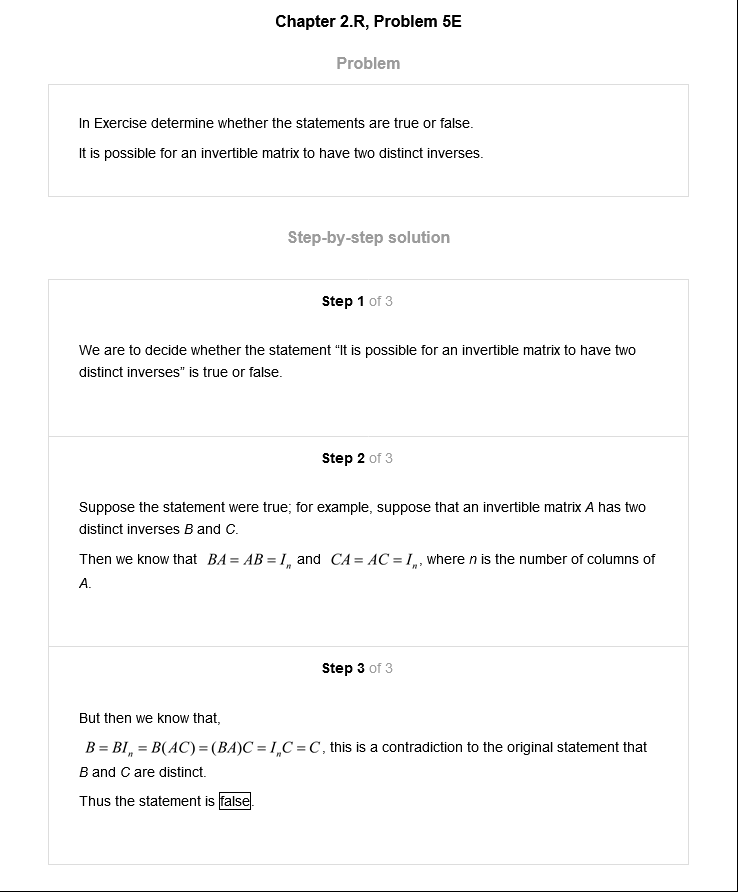 Chapter 2.R, Problem 5E
Problem
In Exercise determine whether the statements are true or false.
It is possible for an invertible matrix to have two distinct inverses.
Step-by-step solution
Step 1 of 3
We are to decide whether the statement “It is possible for an invertible matrix to have two
distinct inverses” is true or false.
Step 2 of 3
Suppose the statement were true; for example, suppose that an invertible matrix A has two
distinct inverses B and C.
Then we know that BA = AB = Iₙ and CA = AC = Iₙ, where n is the number of columns of
A.
Step 3 of 3
But then we know that,
B = BIₙ = B(AC) = (BA)C = IₙC = C, this is a contradiction to the original statement that
B and C are distinct.
Thus the statement is false.